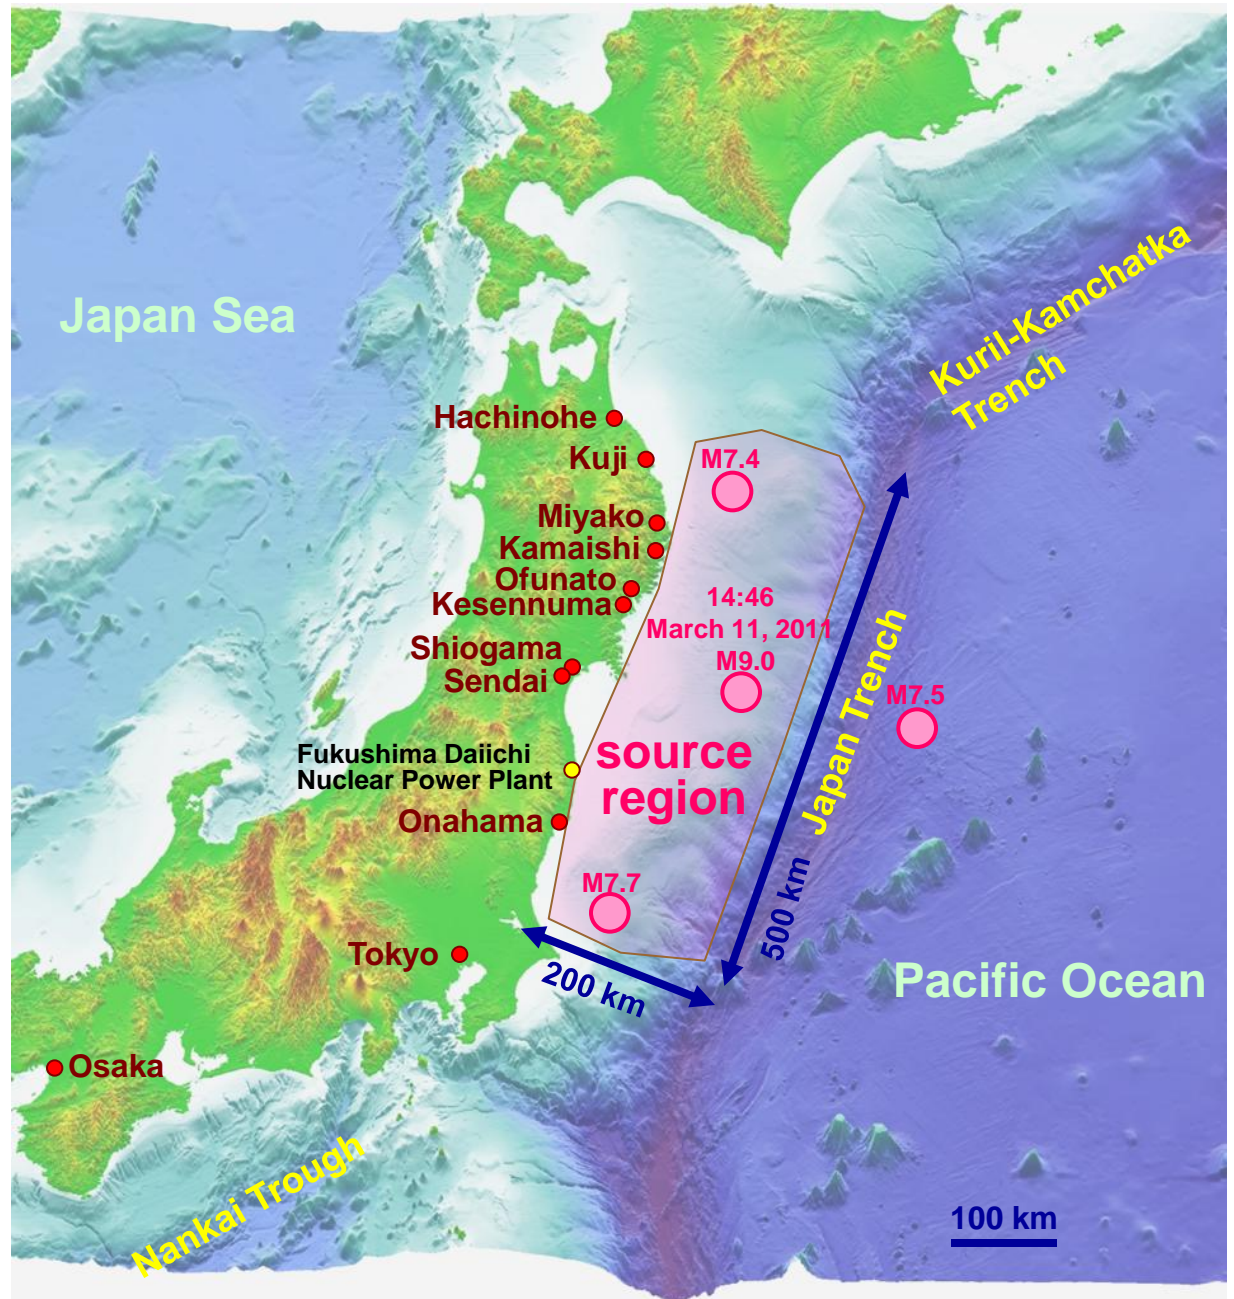 Japan Sea
Kuril-Kamchatka
Trench
Hachinohe
Kuji
M7.4
Miyako
Kamaishi
Ofunato
Kesennuma
14:46
March 11, 2011
M9.0
Shiogama
Sendai
M7.5
Japan Trench
Fukushima Daiichi
Nuclear Power Plant
source
region
Onahama
M7.7
500 km
Tokyo
200 km
Pacific Ocean
Osaka
Nankai Trough
100 km